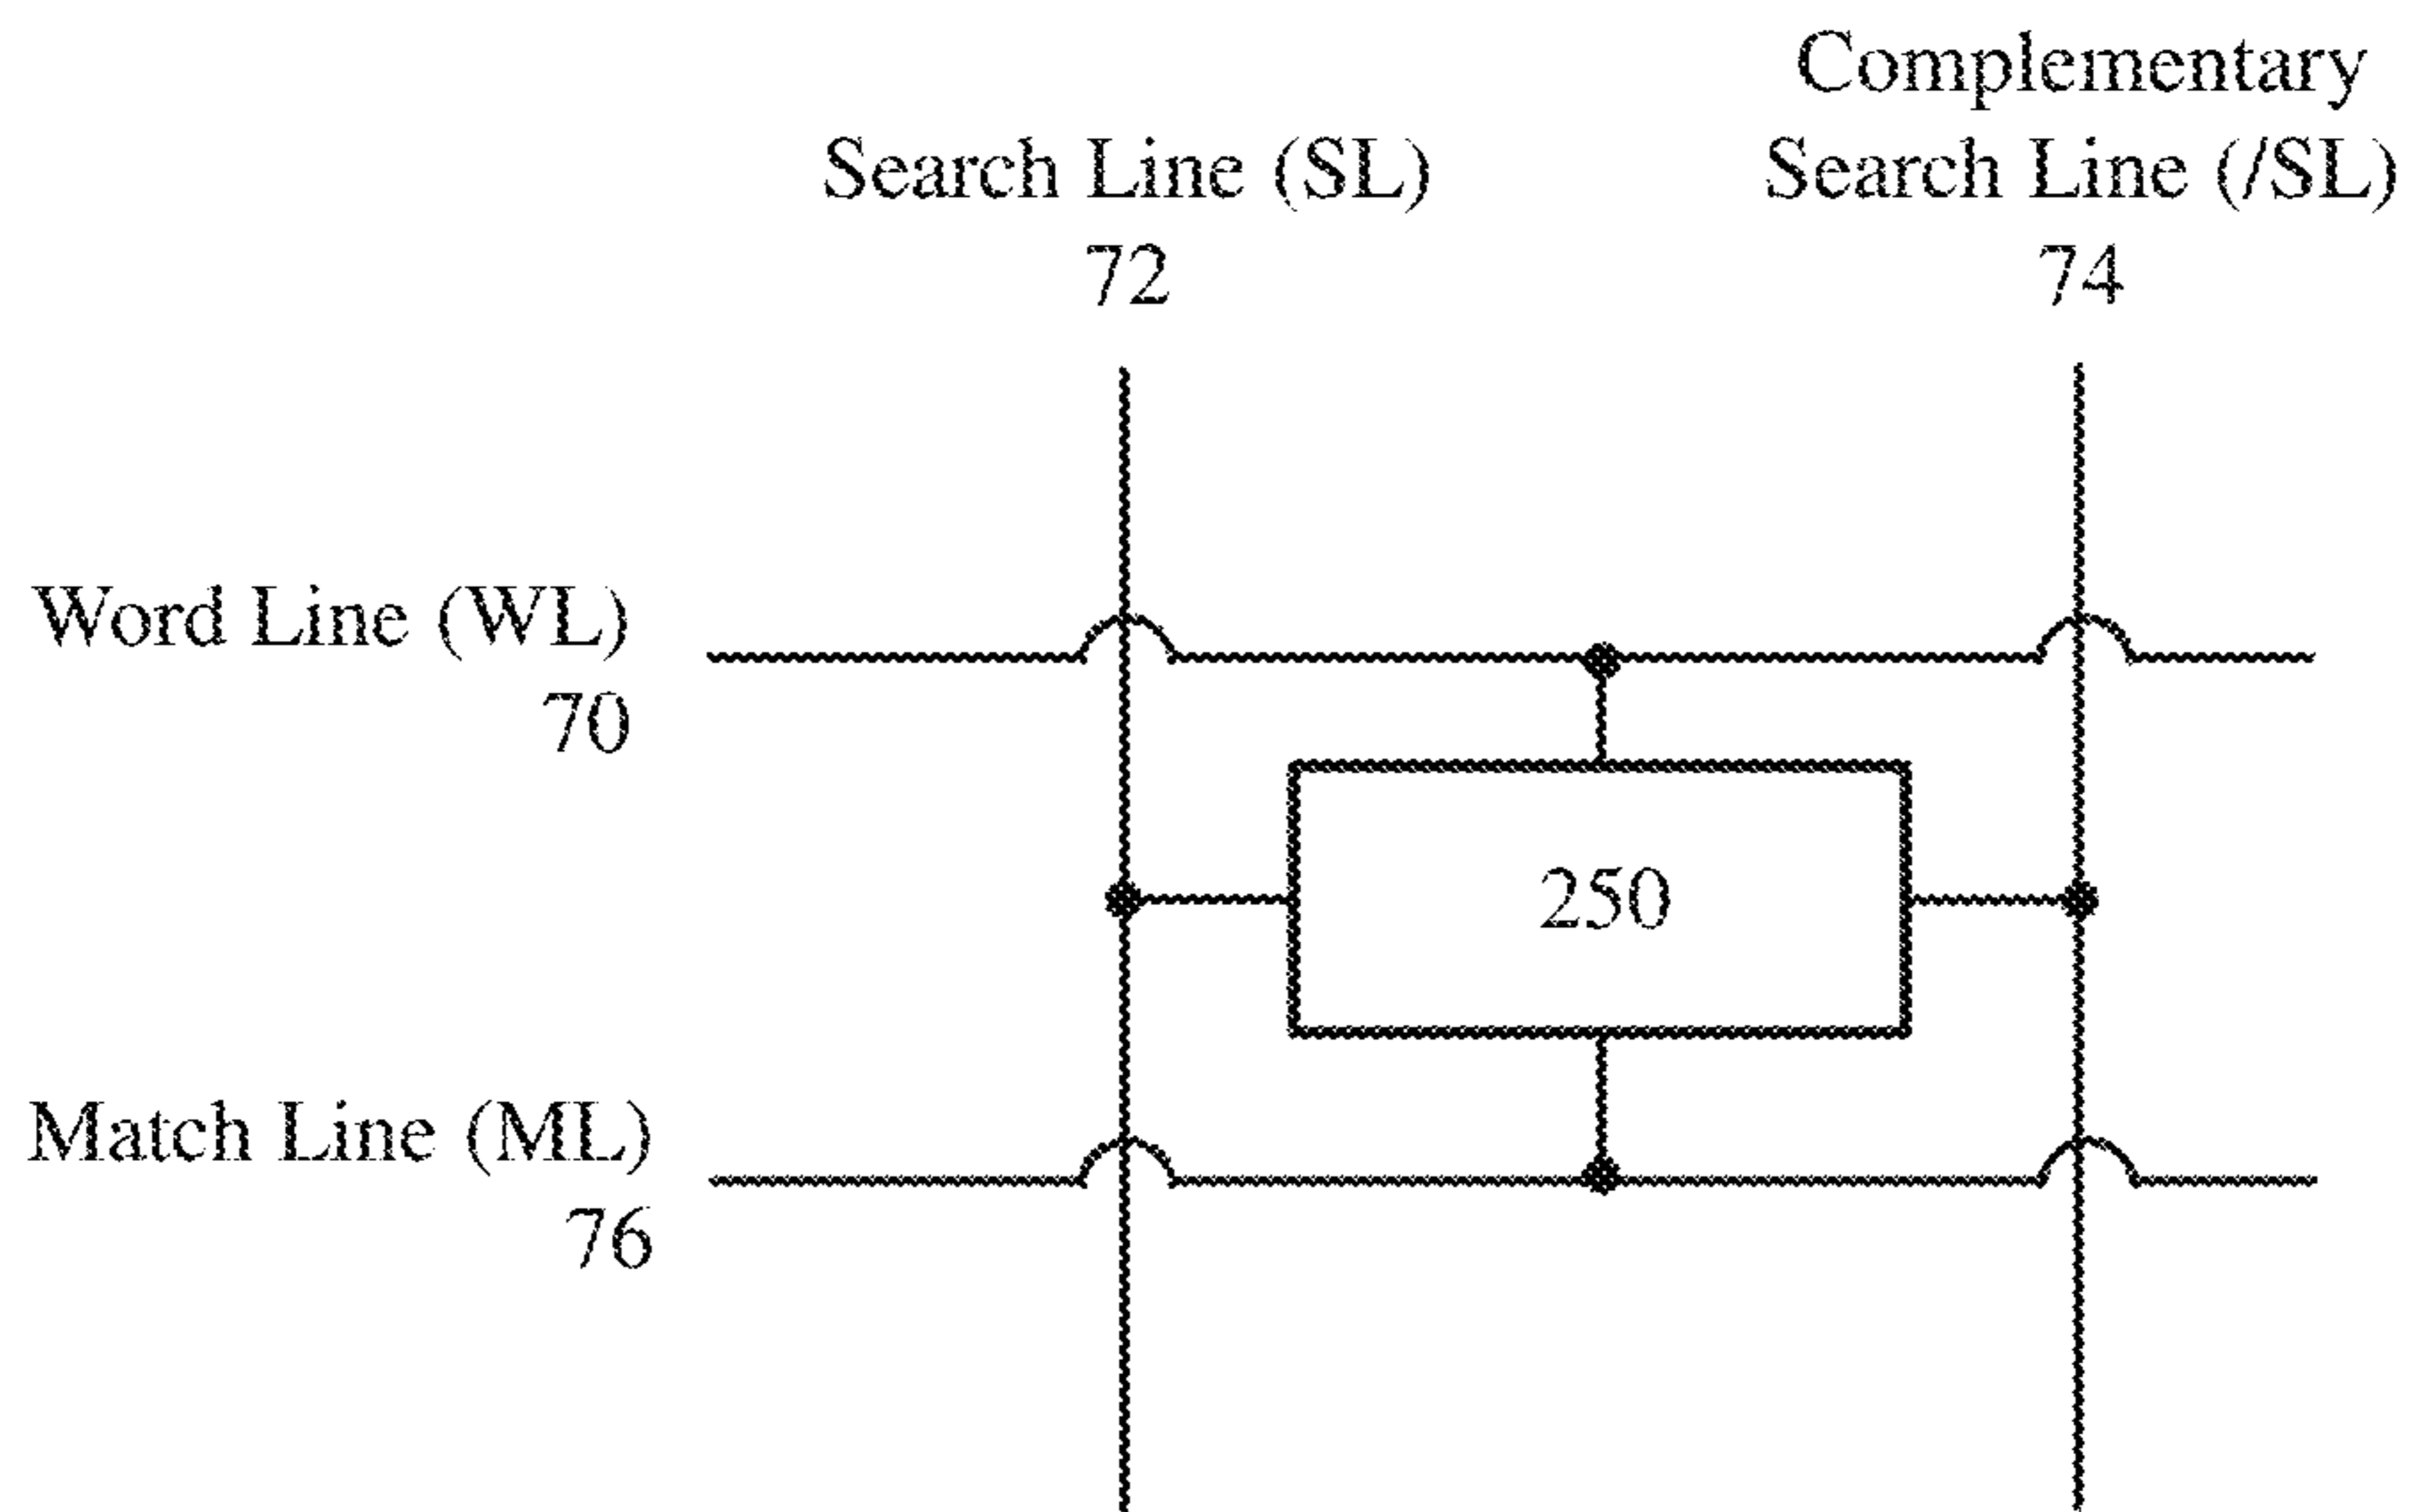 Complementary
Search Line (SL)
Search Line (/SL)
72
74
Word Line (WL)
70
250
Match Line (ML)
76